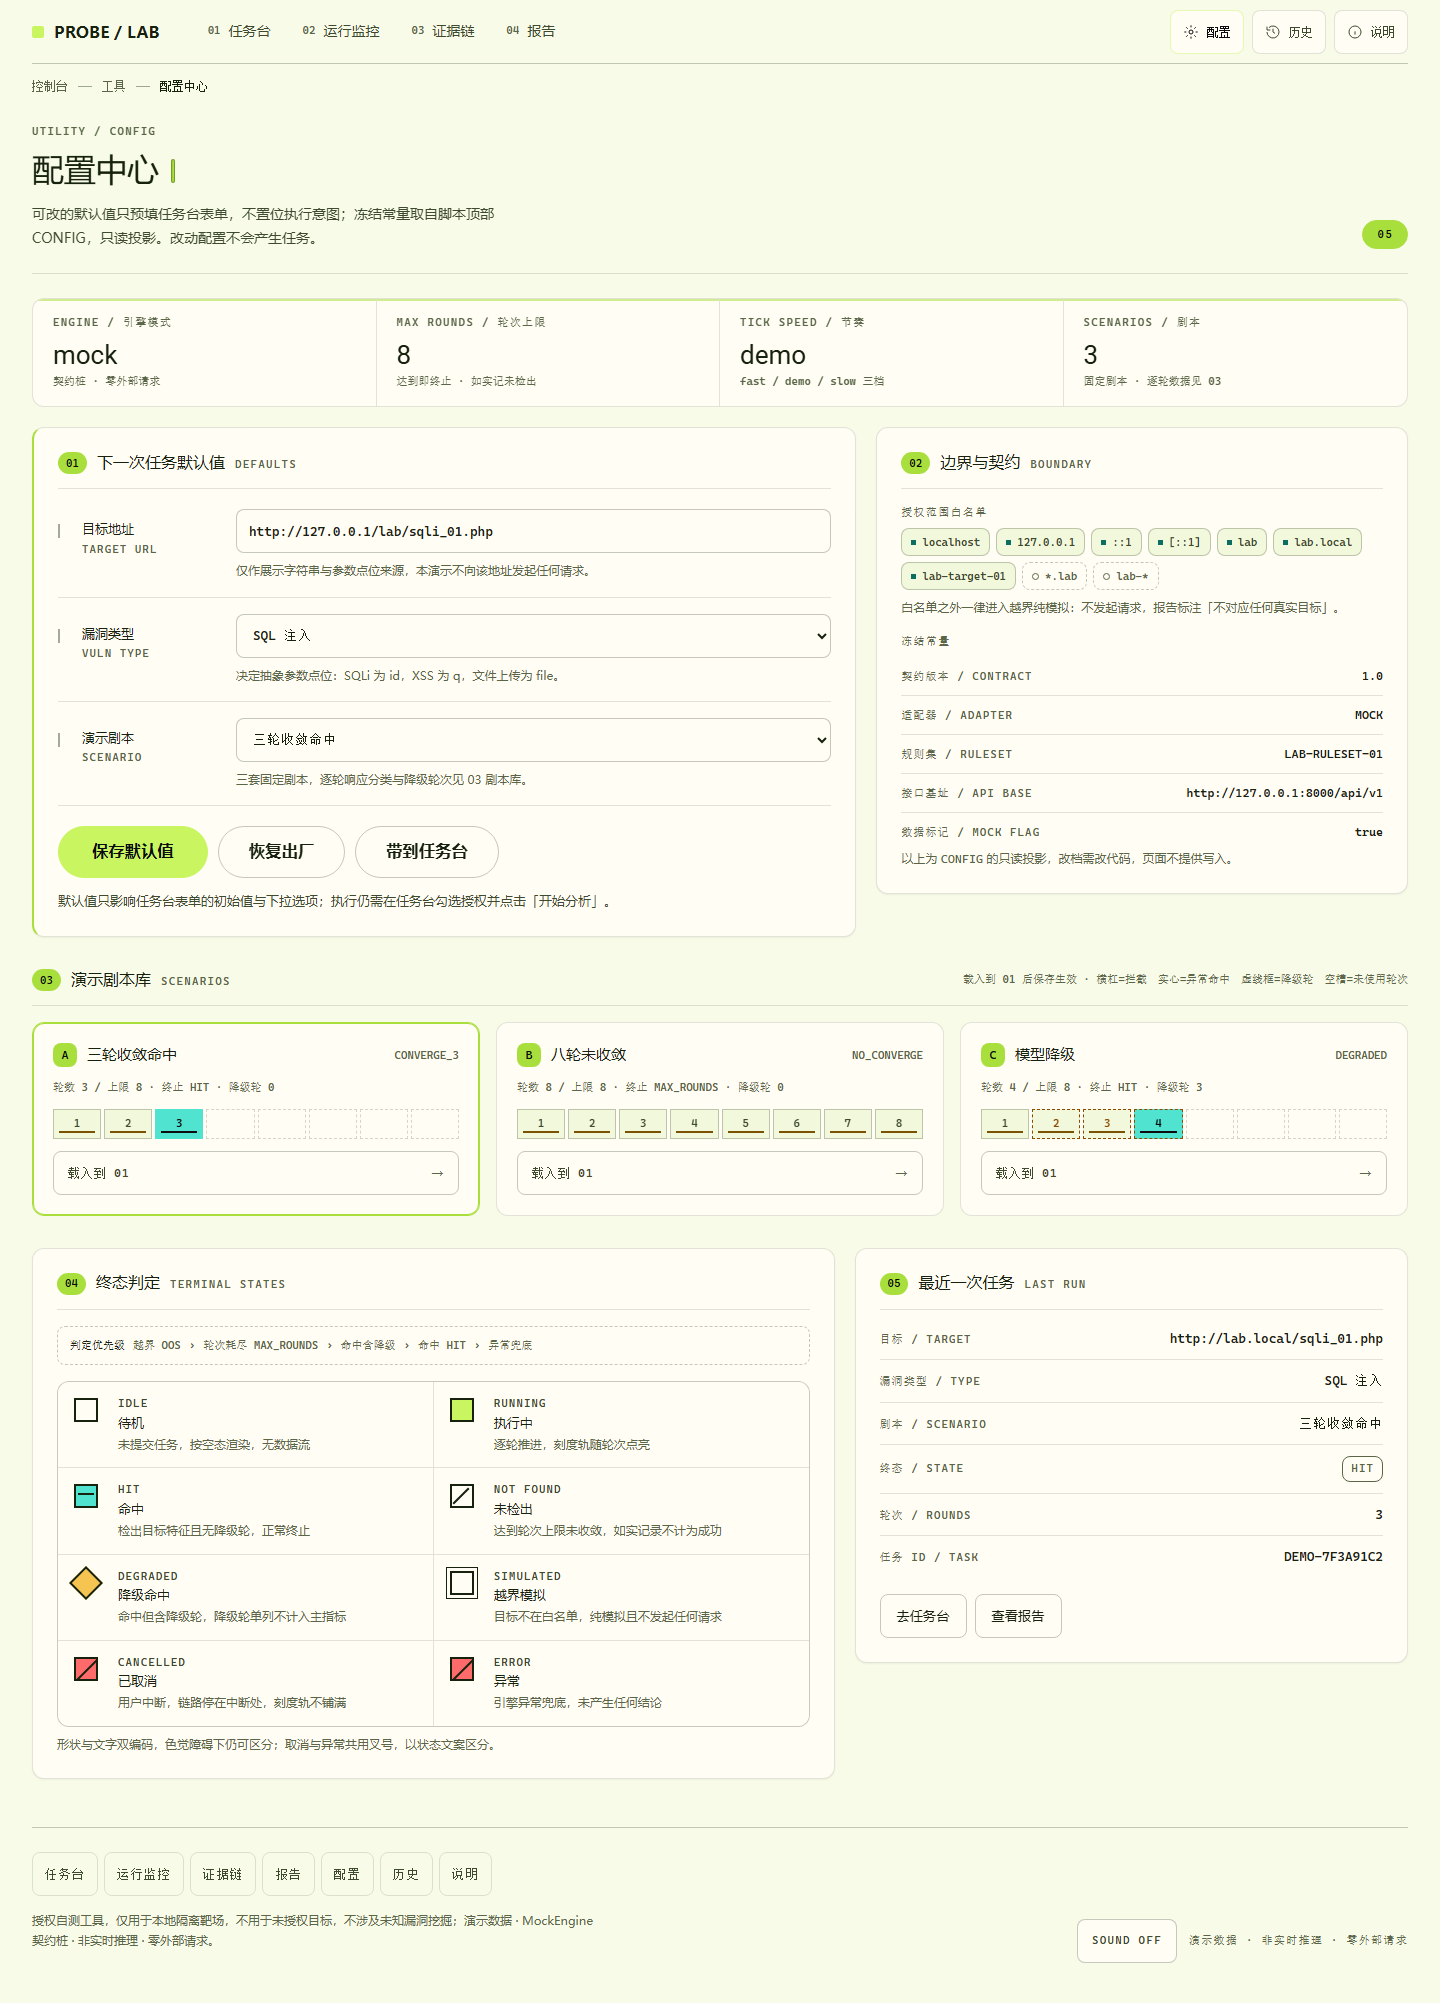 PROBE / LAB
01 任务台
02 运行监控
03 证据链
04 报告
配置
历史
说明
控制台 — 工具 — 配置中心
UTILITY / CONFIG
配置中心
可改的默认值只预填任务台表单，不置位执行意图；冻结常量取自脚本顶部
CONFIG，只读投影。改动配置不会产生任务。
05
ENGINE / 引擎模式
mock
契约桩 · 零外部请求
MAX ROUNDS / 轮次上限
8
达到即终止 · 如实记未检出
TICK SPEED / 节奏
demo
fast / demo / slow 三档
SCENARIOS / 剧本
3
固定剧本 · 逐轮数据见 03
01 下一次任务默认值 DEFAULTS
目标地址
TARGET URL
http://127.0.0.1/lab/sqli_01.php
仅作展示字符串与参数点位来源，本演示不向该地址发起任何请求。
漏洞类型
VULN TYPE
SQL 注入
决定抽象参数点位：SQLi 为 id，XSS 为 q，文件上传为 file。
演示剧本
SCENARIO
三轮收敛命中
三套固定剧本，逐轮响应分类与降级轮次见 03 剧本库。
保存默认值
恢复出厂
带到任务台
默认值只影响任务台表单的初始值与下拉选项；执行仍需在任务台勾选授权并点击「开始分析」。
02 边界与契约 BOUNDARY
授权范围白名单
localhost
127.0.0.1
::1
[::1]
lab
lab.local
lab-target-01
*.lab
lab-*
白名单之外一律进入越界纯模拟：不发起请求，报告标注「不对应任何真实目标」。
冻结常量
契约版本 / CONTRACT 1.0
适配器 / ADAPTER MOCK
规则集 / RULESET LAB-RULESET-01
接口基址 / API BASE http://127.0.0.1:8000/api/v1
数据标记 / MOCK FLAG true
以上为 CONFIG 的只读投影，改档需改代码，页面不提供写入。
03 演示剧本库 SCENARIOS
载入到 01 后保存生效 · 横杠=拦截 实心=异常命中 虚线框=降级轮 空槽=未使用轮次
A 三轮收敛命中 CONVERGE_3
轮数 3 / 上限 8 · 终止 HIT · 降级轮 0
1 2 3
载入到 01 →
B 八轮未收敛 NO_CONVERGE
轮数 8 / 上限 8 · 终止 MAX_ROUNDS · 降级轮 0
1 2 3 4 5 6 7 8
载入到 01 →
C 模型降级 DEGRADED
轮数 4 / 上限 8 · 终止 HIT · 降级轮 3
1 2 3 4
载入到 01 →
04 终态判定 TERMINAL STATES
判定优先级 越界 OOS › 轮次耗尽 MAX_ROUNDS › 命中含降级 › 命中 HIT › 异常兜底
IDLE
待机
未提交任务，按空态渲染，无数据流
RUNNING
执行中
逐轮推进，刻度轨随轮次点亮
HIT
命中
检出目标特征且无降级轮，正常终止
NOT FOUND
未检出
达到轮次上限未收敛，如实记录不计为成功
DEGRADED
降级命中
命中但含降级轮，降级轮单列不计入主指标
SIMULATED
越界模拟
目标不在白名单，纯模拟且不发起任何请求
CANCELLED
已取消
用户中断，链路停在中断处，刻度轨不铺满
ERROR
异常
引擎异常兜底，未产生任何结论
形状与文字双编码，色觉障碍下仍可区分；取消与异常共用叉号，以状态文案区分。
05 最近一次任务 LAST RUN
目标 / TARGET http://lab.local/sqli_01.php
漏洞类型 / TYPE SQL 注入
剧本 / SCENARIO 三轮收敛命中
终态 / STATE HIT
轮次 / ROUNDS 3
任务 ID / TASK DEMO-7F3A91C2
去任务台
查看报告
任务台
运行监控
证据链
报告
配置
历史
说明
授权自测工具，仅用于本地隔离靶场，不用于未授权目标，不涉及未知漏洞挖掘；演示数据 · MockEngine
契约桩 · 非实时推理 · 零外部请求。
SOUND OFF
演示数据 · 非实时推理 · 零外部请求